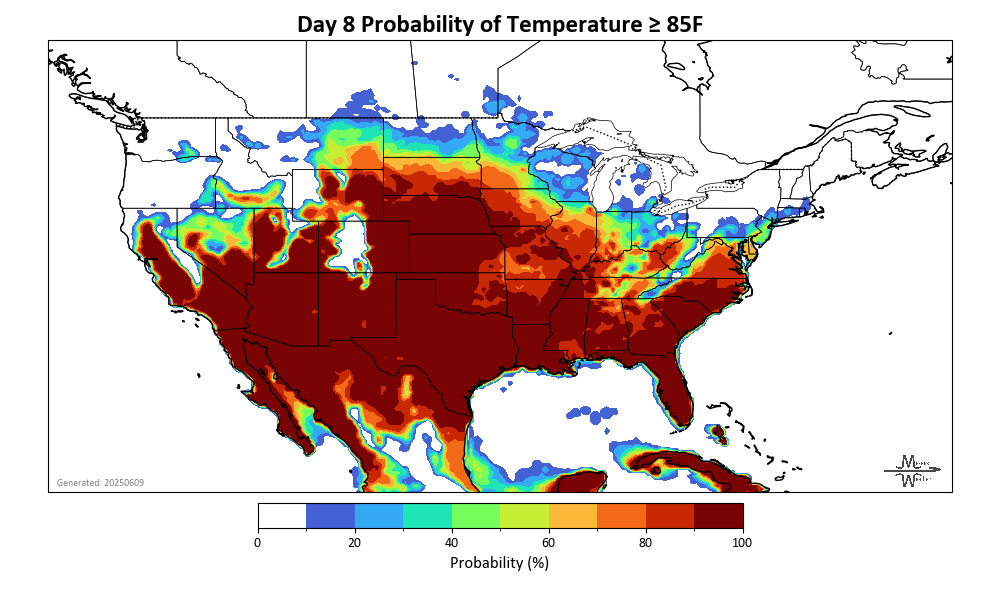 Day 8 Probability of Temperature ≥ 85F
Generated: 20250609
0 20 40 60 80 100
Probability (%)